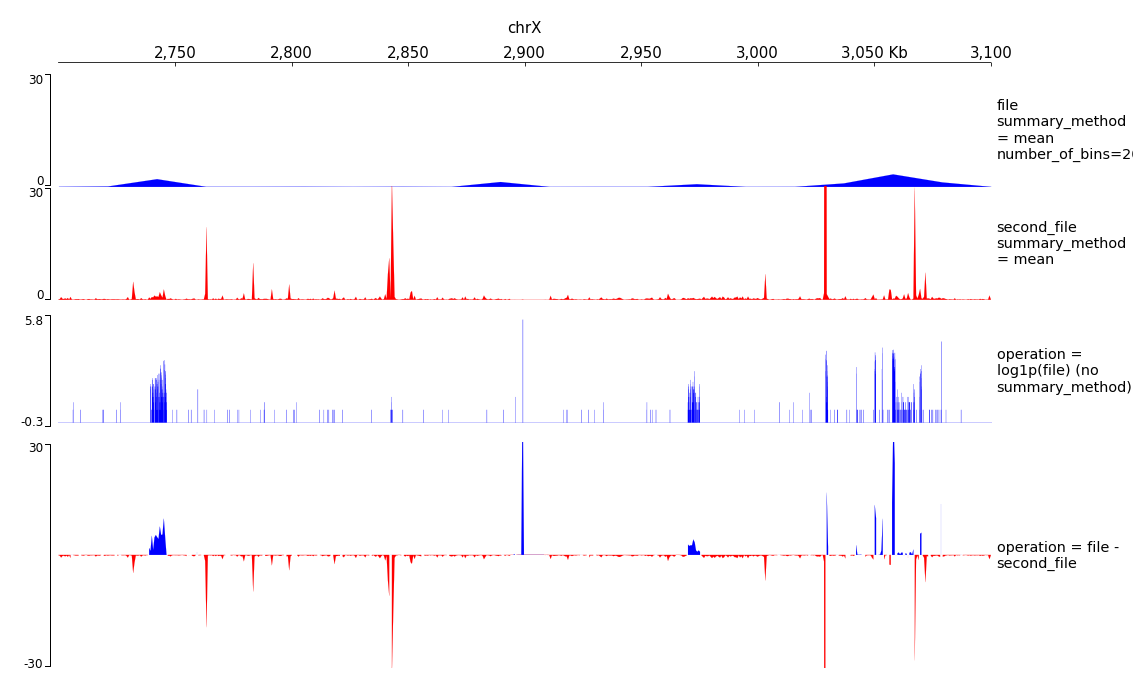 chrX
2,750 2,800 2,850 2,900 2,950 3,000 3,050 Kb 3,100
30
0
file
summary_method
= mean
number_of_bins=20
30
0
second_file
summary_method
= mean
5.8
-0.3
operation =
log1p(file) (no
summary_method)
30
-30
operation = file -
second_file